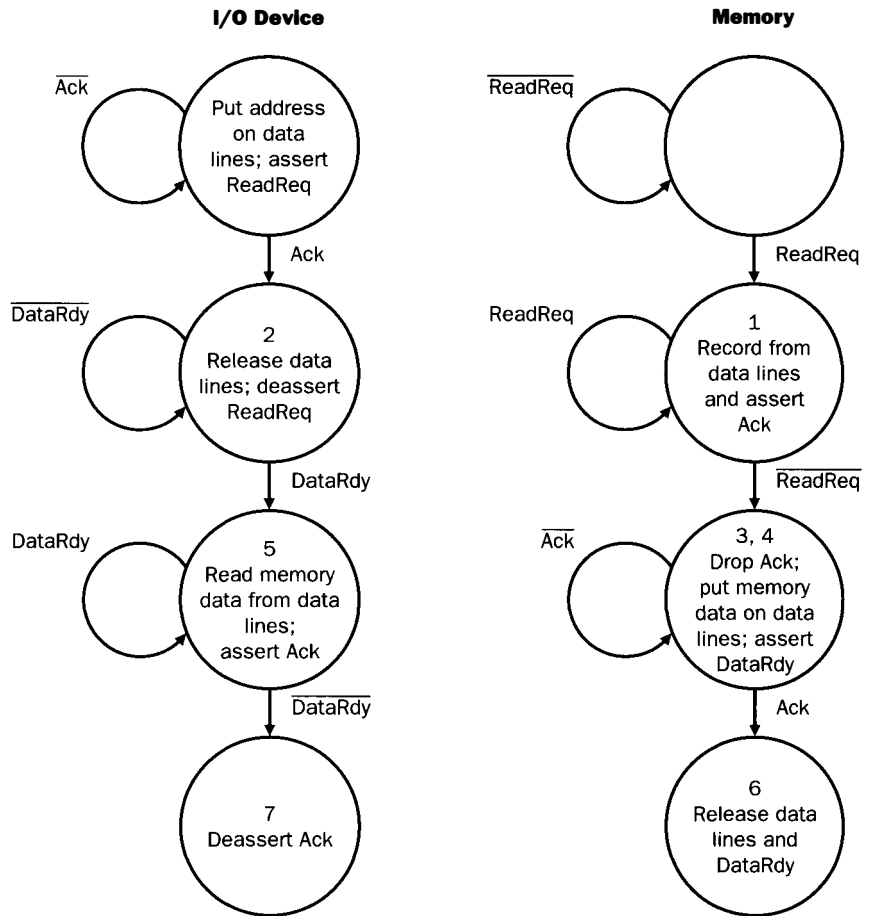 I/O Device
Memory
Ack
Put address
on data
lines; assert
ReadReq
ReadReq
Ack
ReadReq
DataRdy
2
Release data
lines; deassert
ReadReq
ReadReq
1
Record from
data lines
and assert
Ack
DataRdy
ReadReq
DataRdy
5
Read memory
data from data
lines;
assert Ack
Ack
3, 4
Drop Ack;
put memory
data on data
lines; assert
DataRdy
DataRdy
Ack
7
Deassert Ack
6
Release data
lines and
DataRdy